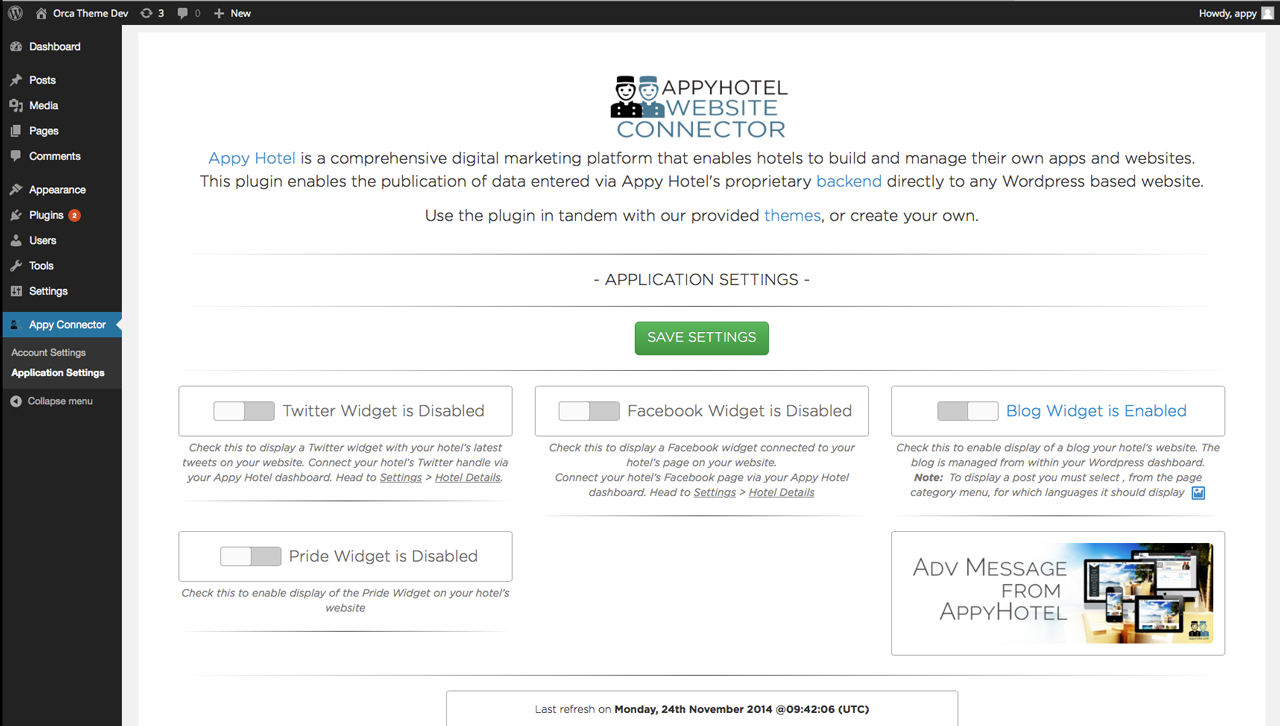 Orca Theme Dev 3 0 New Howdy, appy
Dashboard
Posts
Media
Pages
Comments
Appearance
Plugins 2
Users
Tools
Settings
Appy Connector
Account Settings
Application Settings
Collapse menu
APPYHOTEL
WEBSITE
CONNECTOR
Appy Hotel is a comprehensive digital marketing platform that enables hotels to build and manage their own apps and websites.
This plugin enables the publication of data entered via Appy Hotel's proprietary backend directly to any Wordpress based website.
Use the plugin in tandem with our provided themes, or create your own.
- APPLICATION SETTINGS -
SAVE SETTINGS
Twitter Widget is Disabled
Check this to display a Twitter widget with your hotel's latest
tweets on your website. Connect your hotel's Twitter handle via
your Appy Hotel dashboard. Head to Settings > Hotel Details.
Facebook Widget is Disabled
Check this to display a Facebook widget connected to your
hotel's page on your website.
Connect your hotel's Facebook page via your Appy Hotel
dashboard. Head to Settings > Hotel Details
Blog Widget is Enabled
Check this to enable display of a blog your hotel's website. The
blog is managed from within your Wordpress dashboard.
Note: To display a post you must select , from the page
category menu, for which languages it should display
Pride Widget is Disabled
Check this to enable display of the Pride Widget on your hotel's
website
ADV MESSAGE
FROM
APPYHOTEL
Last refresh on Monday, 24th November 2014 @09:42:06 (UTC)